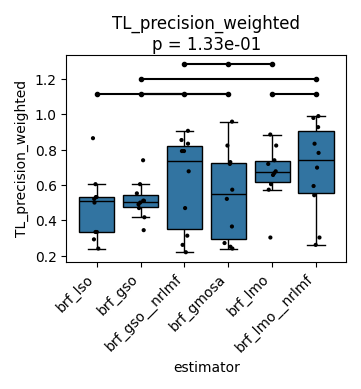 TL_precision_weighted
p = 1.33e-01
TL_precision_weighted
1.2
1.0
0.8
0.6
0.4
0.2
brf_lso
brf_gso
brf_gso__nrlmf
brf_gmosa
brf_lmo
brf_lmo__nrlmf
estimator